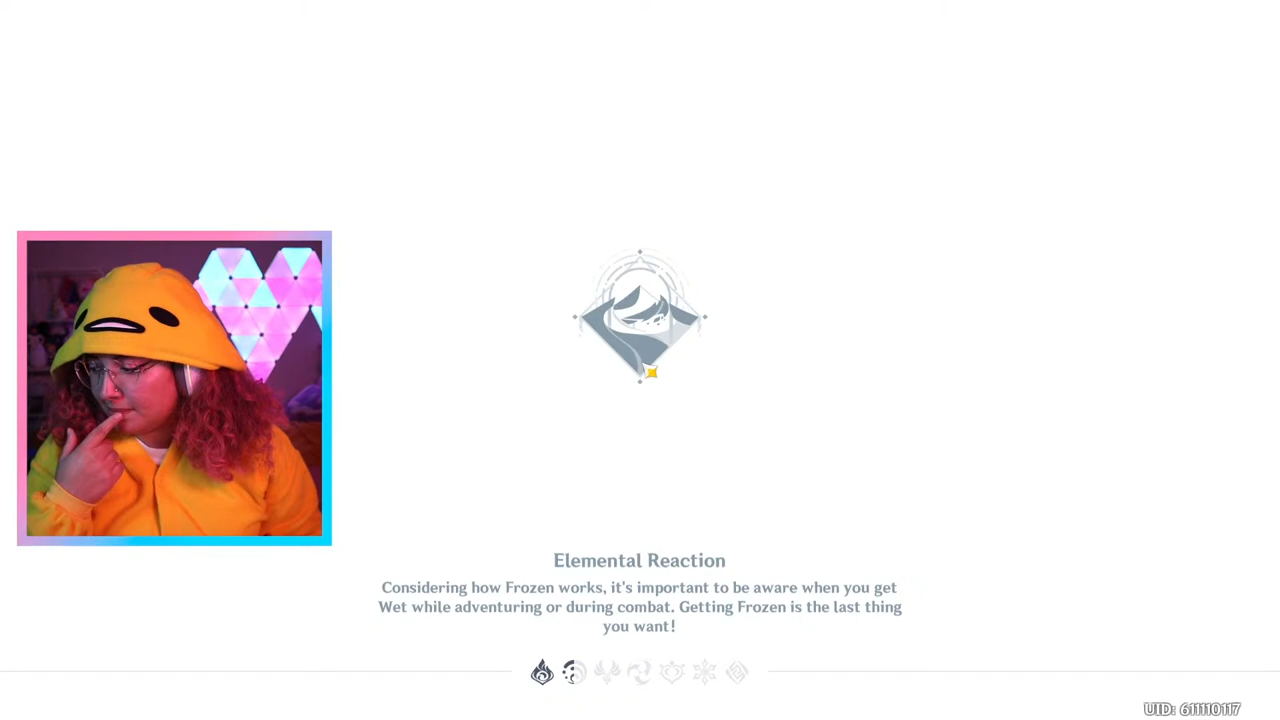 Elemental Reaction
Considering how Frozen works, it's important to be aware when you get
Wet while adventuring or during combat. Getting Frozen is the last thing
you want!
UID: 611110117